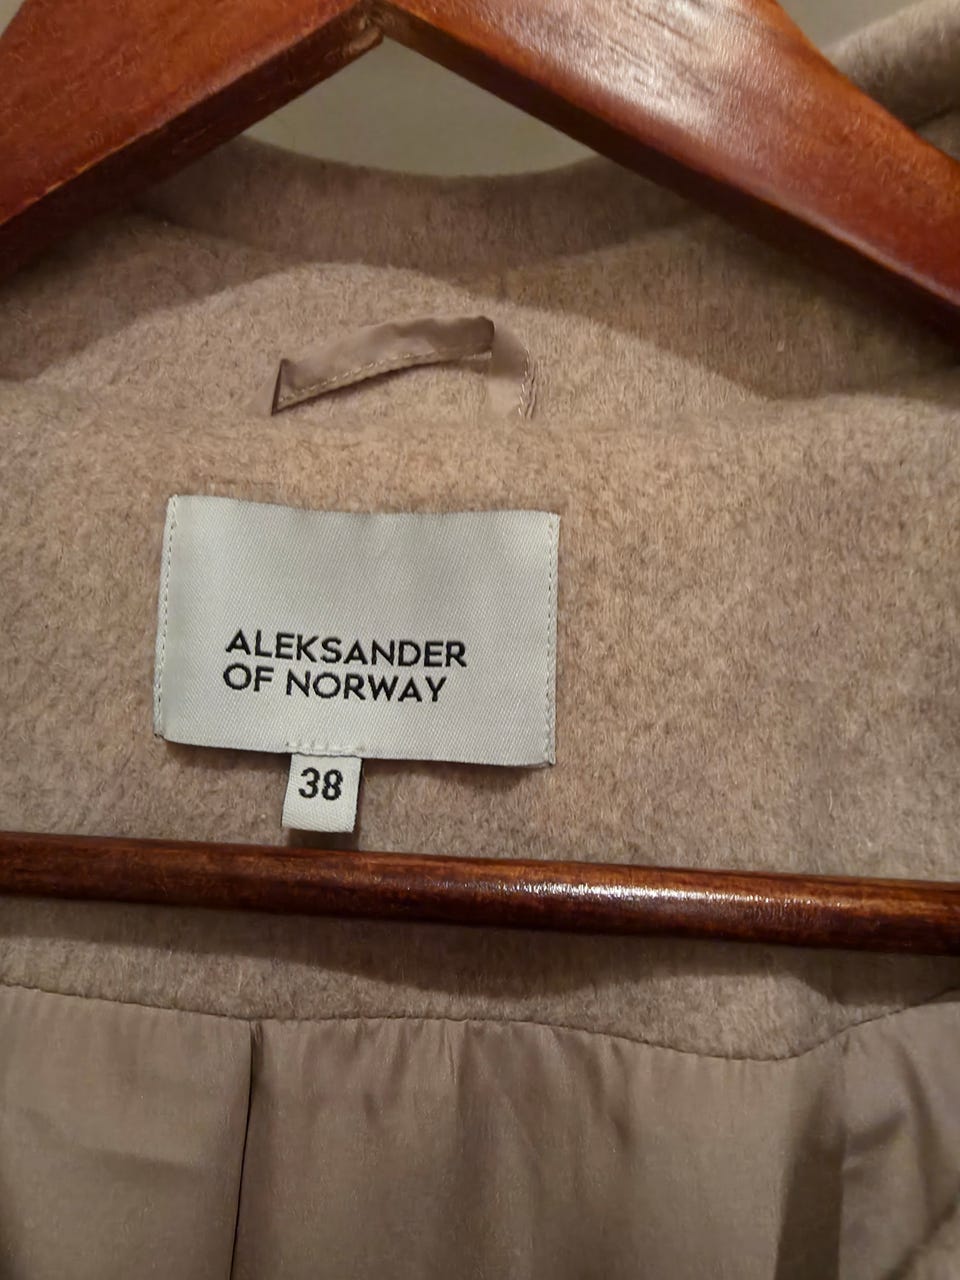 ALEKSANDER
OF NORWAY
38